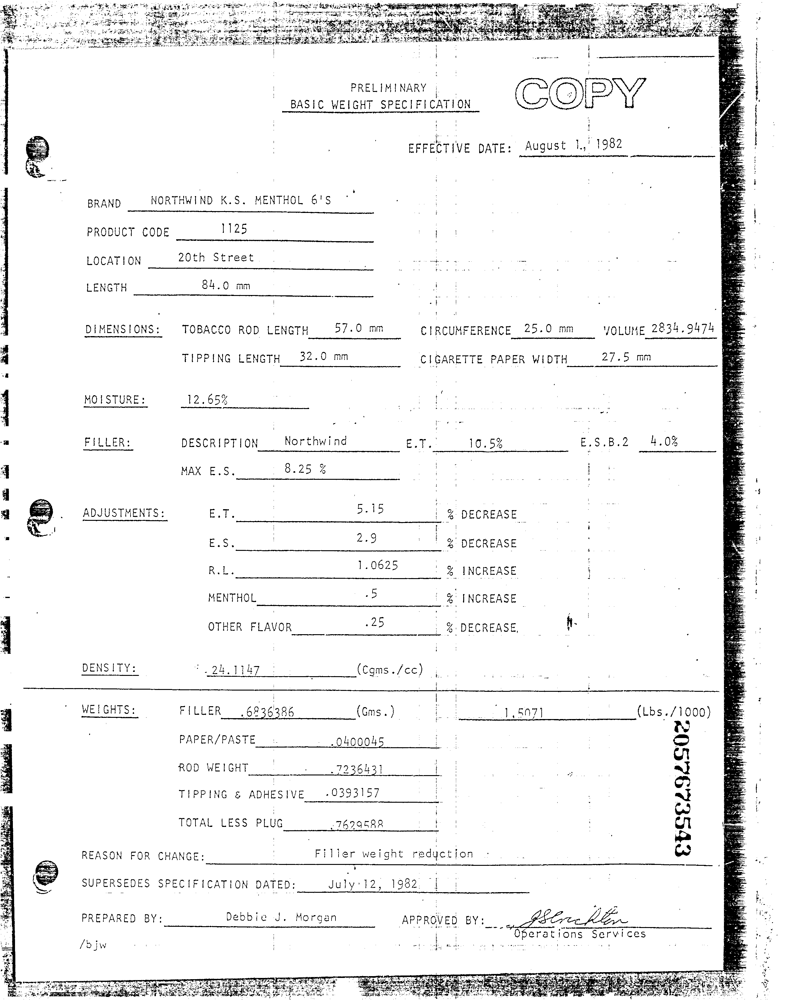 PRELIMINARY
BASIC WEIGHT SPECIFICATION
COPY
EFFECTIVE DATE: August 1, 1982
BRAND NORTHWIND K.S. MENTHOL 6'S
PRODUCT CODE 1125
LOCATION 20th Street
LENGTH 84.0 mm
DIMENSIONS: TOBACCO ROD LENGTH 57.0 mm CIRCUMFERENCE 25.0 mm VOLUME 2834.9474
TIPPING LENGTH 32.0 mm CIGARETTE PAPER WIDTH 27.5 mm
MOISTURE: 12.65%
FILLER: DESCRIPTION Northwind E.T. 10.5% E.S.B.2 4.0%
MAX E.S. 8.25 %
ADJUSTMENTS: E.T. 5.15 % DECREASE
E.S. 2.9 % DECREASE
R.L. 1.0625 % INCREASE
MENTHOL .5 % INCREASE
OTHER FLAVOR .25 % DECREASE
DENSITY: 24.1147 (Cgms./cc)
WEIGHTS: FILLER .6836386 (Gms.) 1.5071 (Lbs./1000)
PAPER/PASTE .0400045
ROD WEIGHT .7236431
TIPPING & ADHESIVE .0393157
TOTAL LESS PLUG .7629588
2057673543
REASON FOR CHANGE: Filler weight reduction
SUPERSEDES SPECIFICATION DATED: July 12, 1982
PREPARED BY: Debbie J. Morgan APPROVED BY:
Operations Services
/bjw